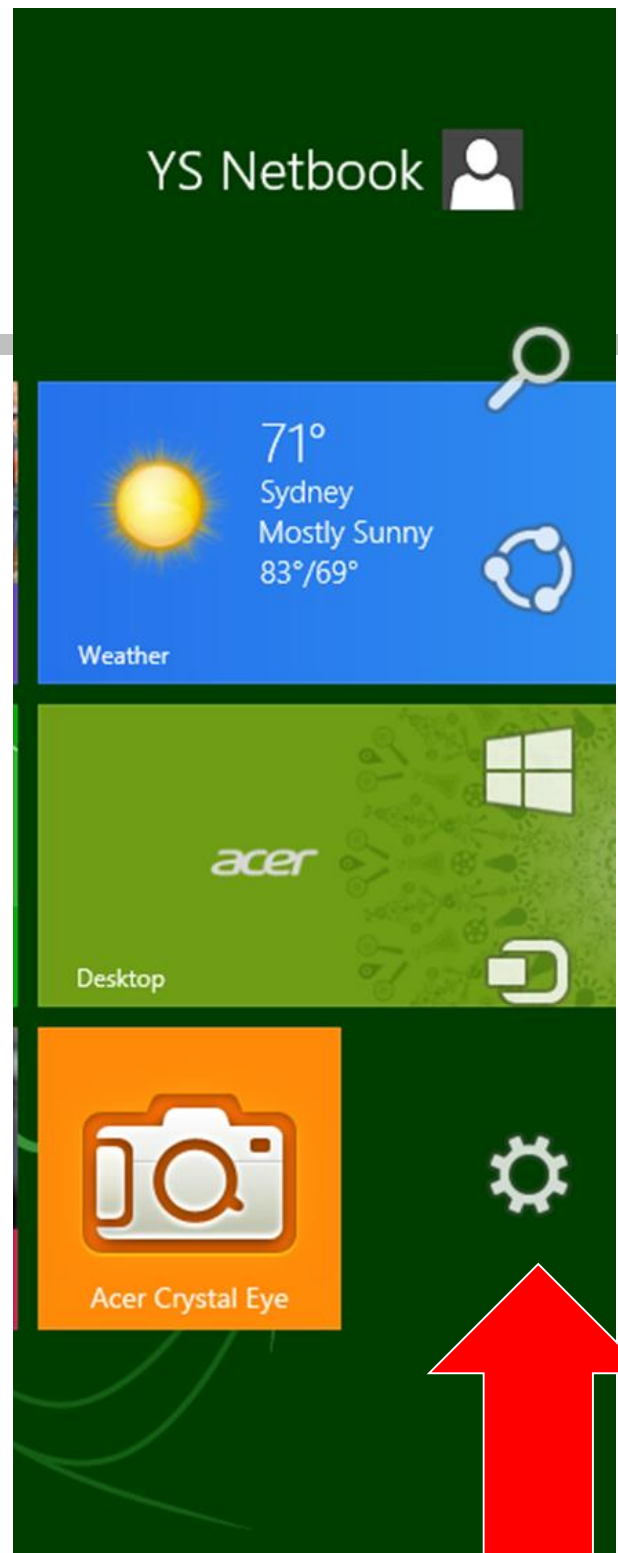 YS Netbook
71°
Sydney
Mostly Sunny
83°/69°
Weather
acer
Desktop
Acer Crystal Eye